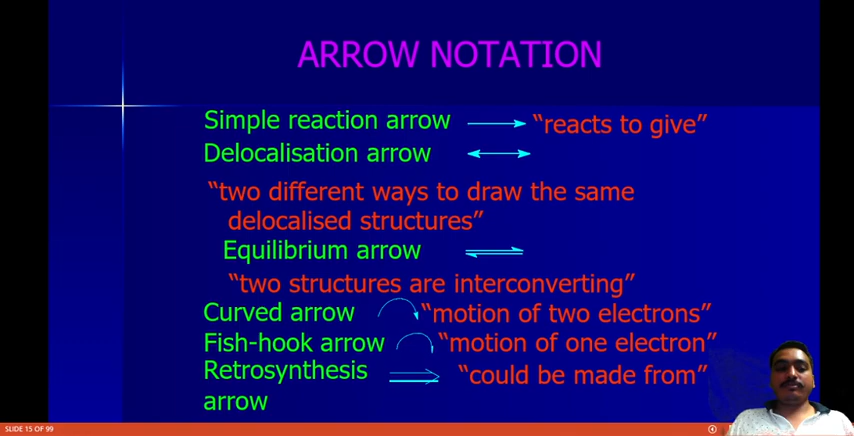 ARROW NOTATION
Simple reaction arrow “reacts to give”
Delocalisation arrow
“two different ways to draw the same
delocalised structures”
Equilibrium arrow
“two structures are interconverting”
Curved arrow “motion of two electrons”
Fish-hook arrow “motion of one electron”
Retrosynthesis “could be made from”
arrow
SLIDE 15 OF 99